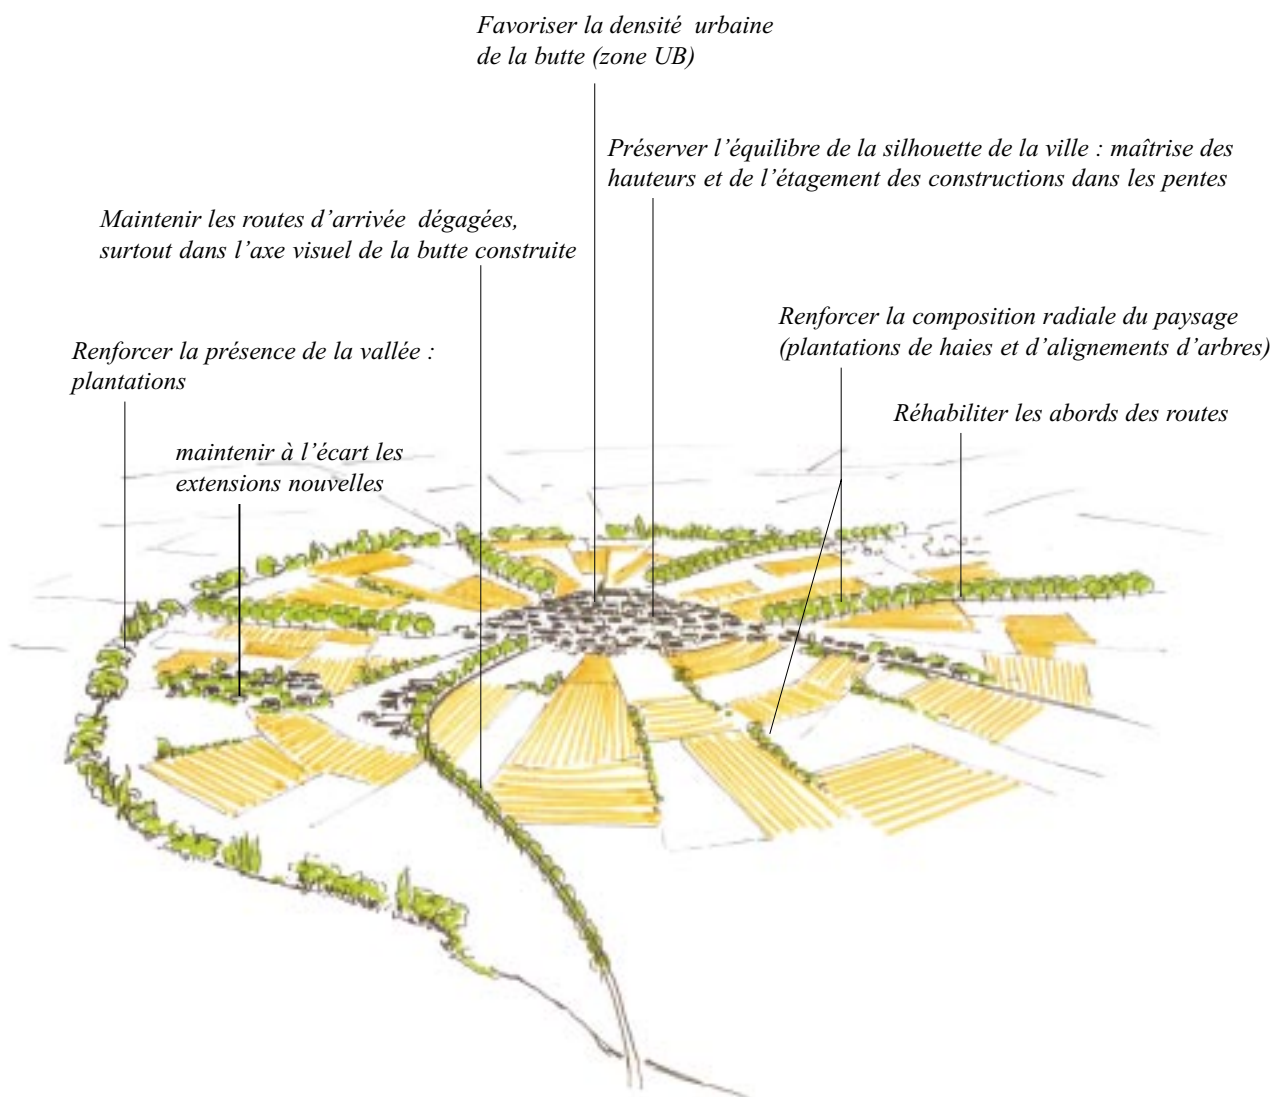 Favoriser la densité urbaine
de la butte (zone UB)
Préserver l’équilibre de la silhouette de la ville : maîtrise des
hauteurs et de l’étagement des constructions dans les pentes
Maintenir les routes d’arrivée dégagées,
surtout dans l’axe visuel de la butte construite
Renforcer la composition radiale du paysage
(plantations de haies et d’alignements d’arbres)
Renforcer la présence de la vallée :
plantations
Réhabiliter les abords des routes
maintenir à l’écart les
extensions nouvelles